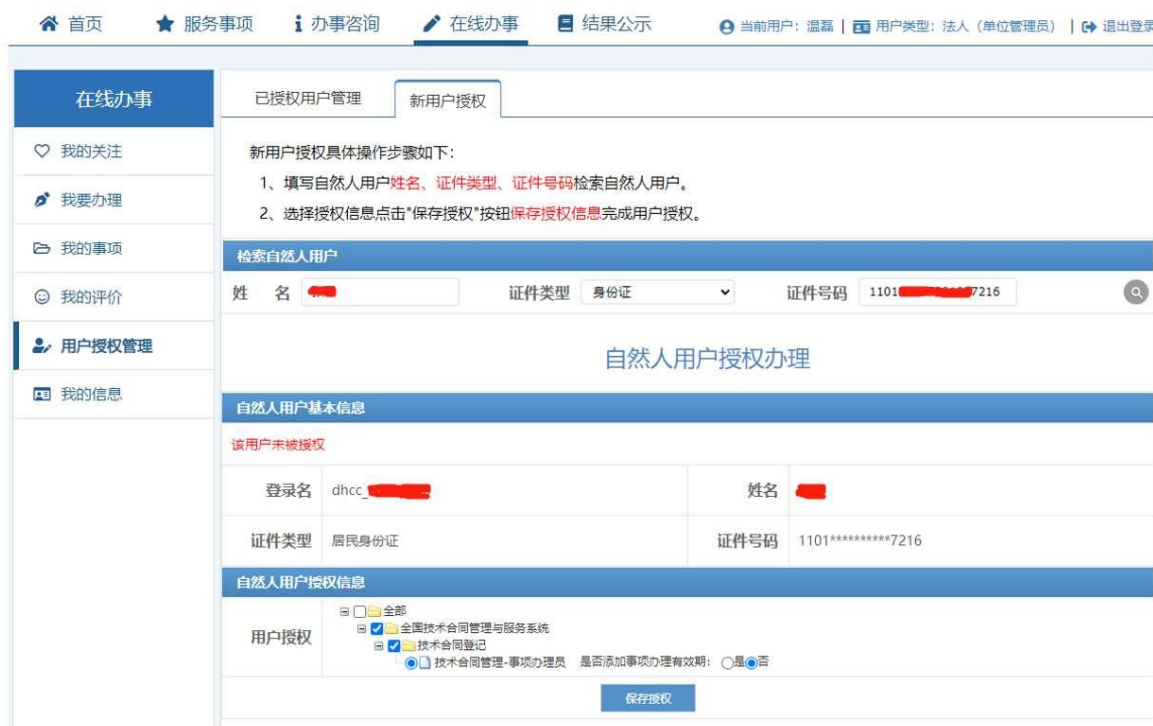 首页 服务事项 办事咨询 在线办事 结果公示 当前用户：温磊 | 用户类型：法人（单位管理员） | 退出登录
在线办事
我的关注
我要办理
我的事项
我的评价
用户授权管理
我的信息
已授权用户管理 新用户授权
新用户授权具体操作步骤如下：
1、填写自然人用户姓名、证件类型、证件号码检索自然人用户。
2、选择授权信息点击"保存授权"按钮保存授权信息完成用户授权。
检索自然人用户
姓 名 证件类型 身份证 证件号码 1101 7216
自然人用户授权办理
自然人用户基本信息
该用户未被授权
登录名 dhcc_ 姓名
证件类型 居民身份证 证件号码 1101**********7216
自然人用户授权信息
用户授权
全部
全国技术合同管理与服务系统
技术合同登记
技术合同管理-事项办理员 是否添加事项办理有效期： 是 否
保存授权